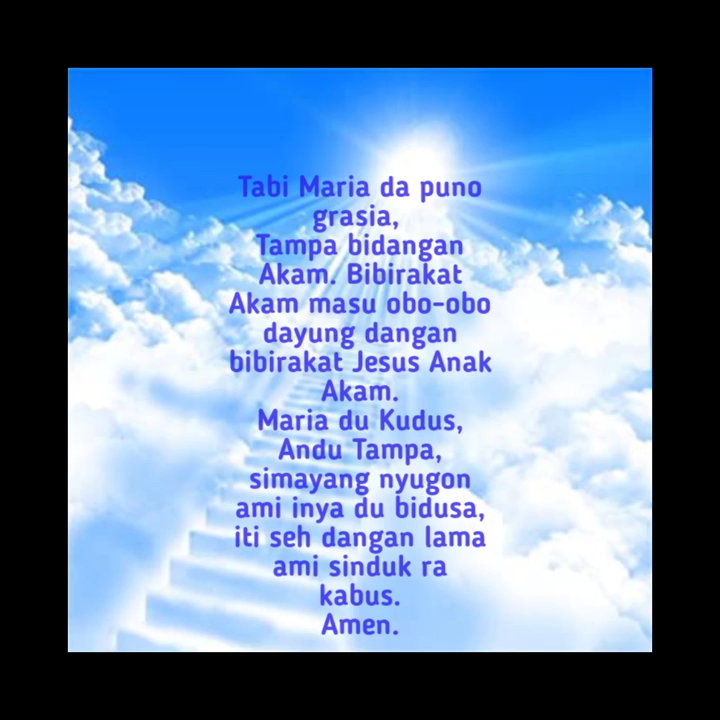 Tabi Maria da puno
grasia,
Tampa bidangan
Akam. Bibirakat
Akam masu obo-obo
dayung dangan
bibirakat Jesus Anak
Akam.
Maria du Kudus,
Andu Tampa,
simayang nyugon
ami inya du bidusa,
iti seh dangan lama
ami sinduk ra
kabus.
Amen.